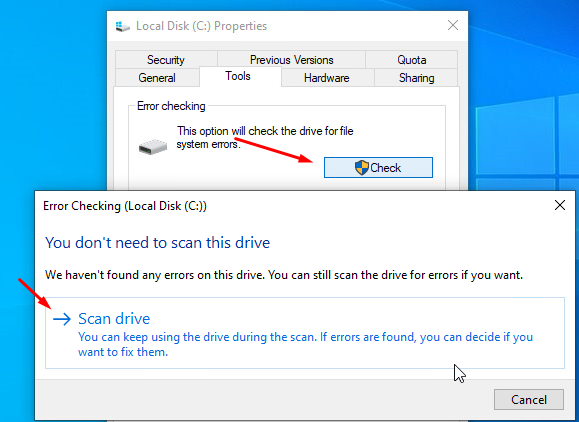 Local Disk (C:) Properties
Security Previous Versions Quota
General Tools Hardware Sharing
Error checking
This option will check the drive for file
system errors.
Check
Error Checking (Local Disk (C:))
You don't need to scan this drive
We haven't found any errors on this drive. You can still scan the drive for errors if you want.
Scan drive
You can keep using the drive during the scan. If errors are found, you can decide if you
want to fix them.
Cancel